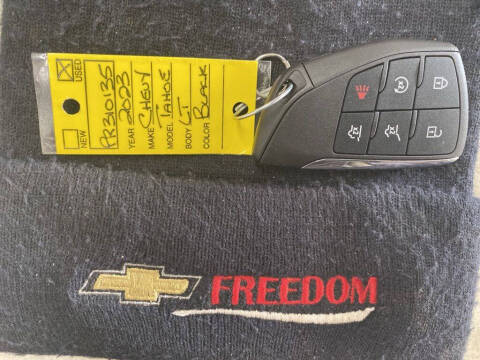 USED
NEW
PR310135
YEAR 2023
MAKE CHEVY
MODEL TAHOE
BODY LT
COLOR BLACK
FREEDOM